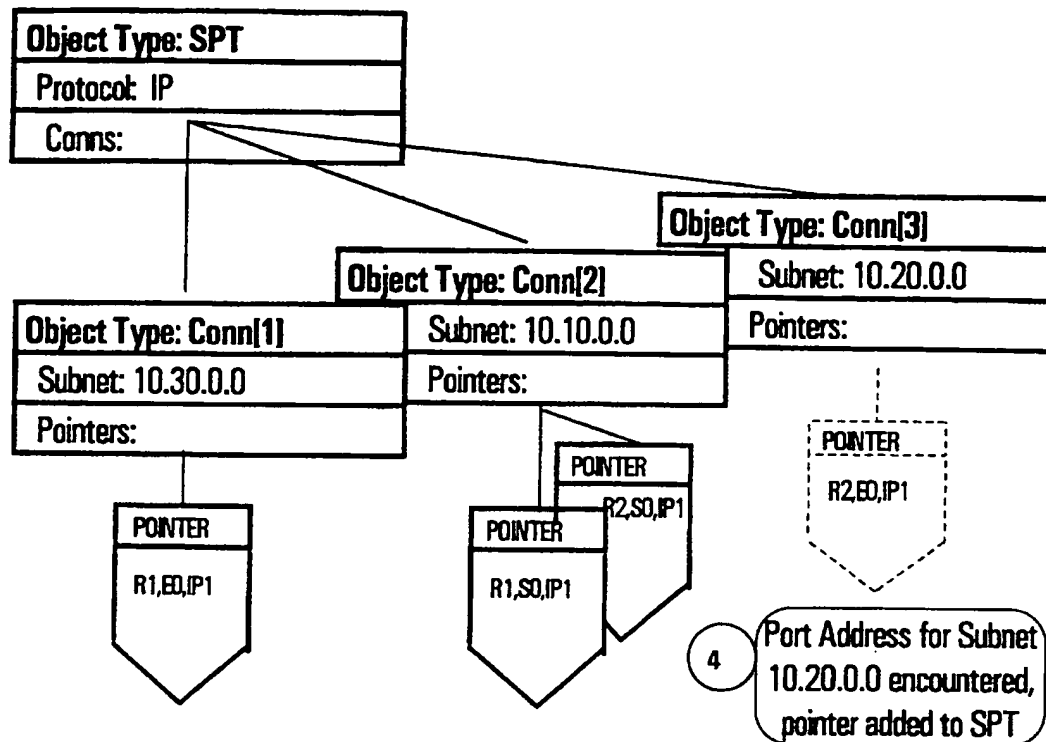 Object Type: SPT
Protocol: IP
Conns:
Object Type: Conn[3]
Subnet: 10.20.0.0
Pointers:
Object Type: Conn[2]
Subnet: 10.10.0.0
Pointers:
Object Type: Conn[1]
Subnet: 10.30.0.0
Pointers:
POINTER
R1,E0,IP1
POINTER
R1,S0,IP1
POINTER
R2,S0,IP1
POINTER
R2,E0,IP1
4
Port Address for Subnet
10.20.0.0 encountered,
pointer added to SPT